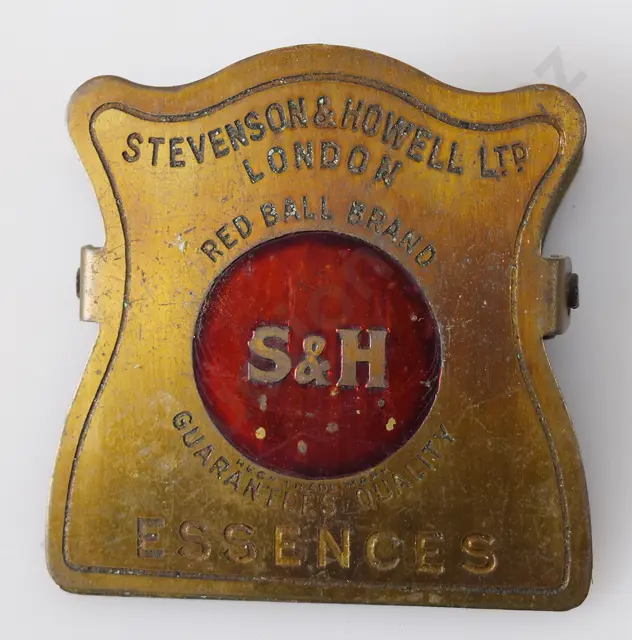 STEVENSON & HOWELL LTD
LONDON
RED BALL BRAND
S&H
GUARANTEES QUALITY
ESSENCES